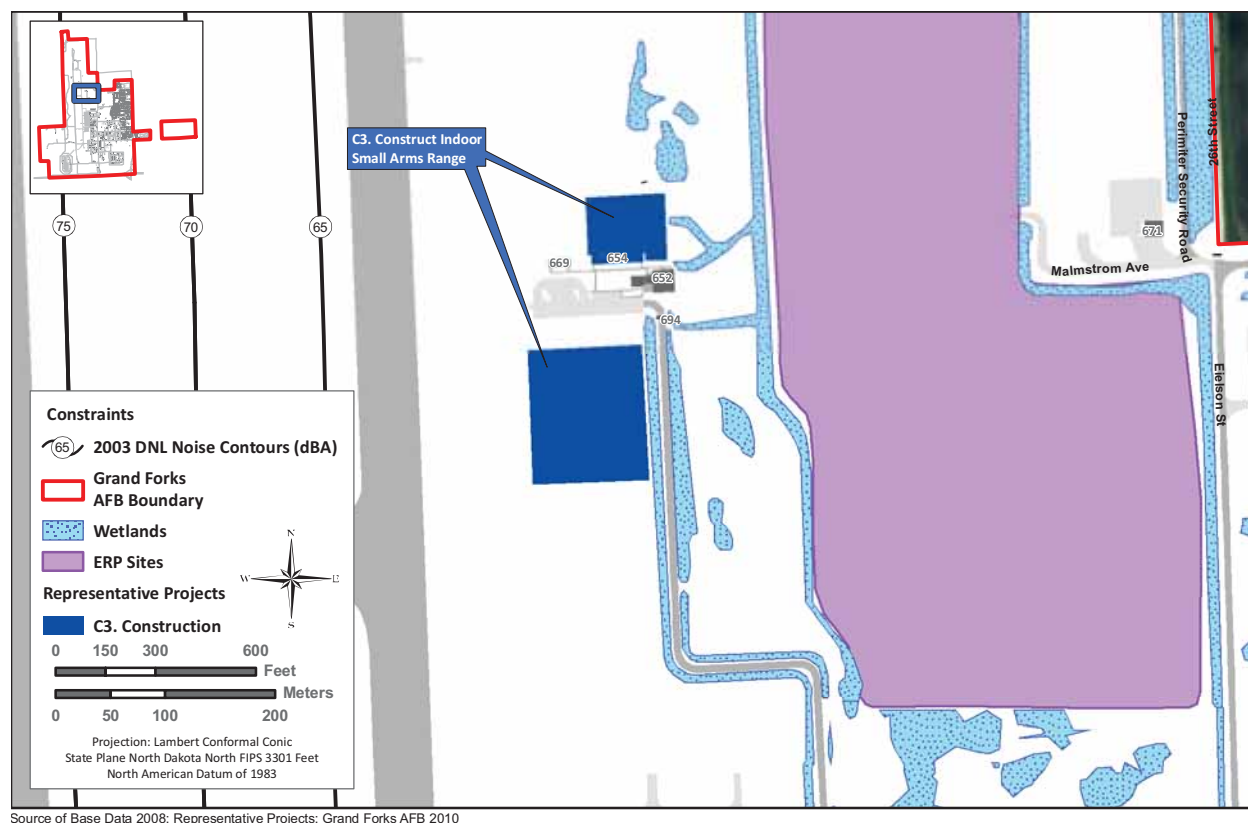 C3. Construct Indoor
Small Arms Range
75
70
65
669
654
652
694
671
26th Street
Perimiter Security Road
Malmstrom Ave
Eielson St
Constraints
65
2003 DNL Noise Contours (dBA)
Grand Forks
AFB Boundary
Wetlands
ERP Sites
N
W
E
S
Representative Projects
C3. Construction
0 150 300 600
Feet
Meters
0 50 100 200
Projection: Lambert Conformal Conic
State Plane North Dakota North FIPS 3301 Feet
North American Datum of 1983
Source of Base Data 2008; Representative Projects: Grand Forks AFB 2010